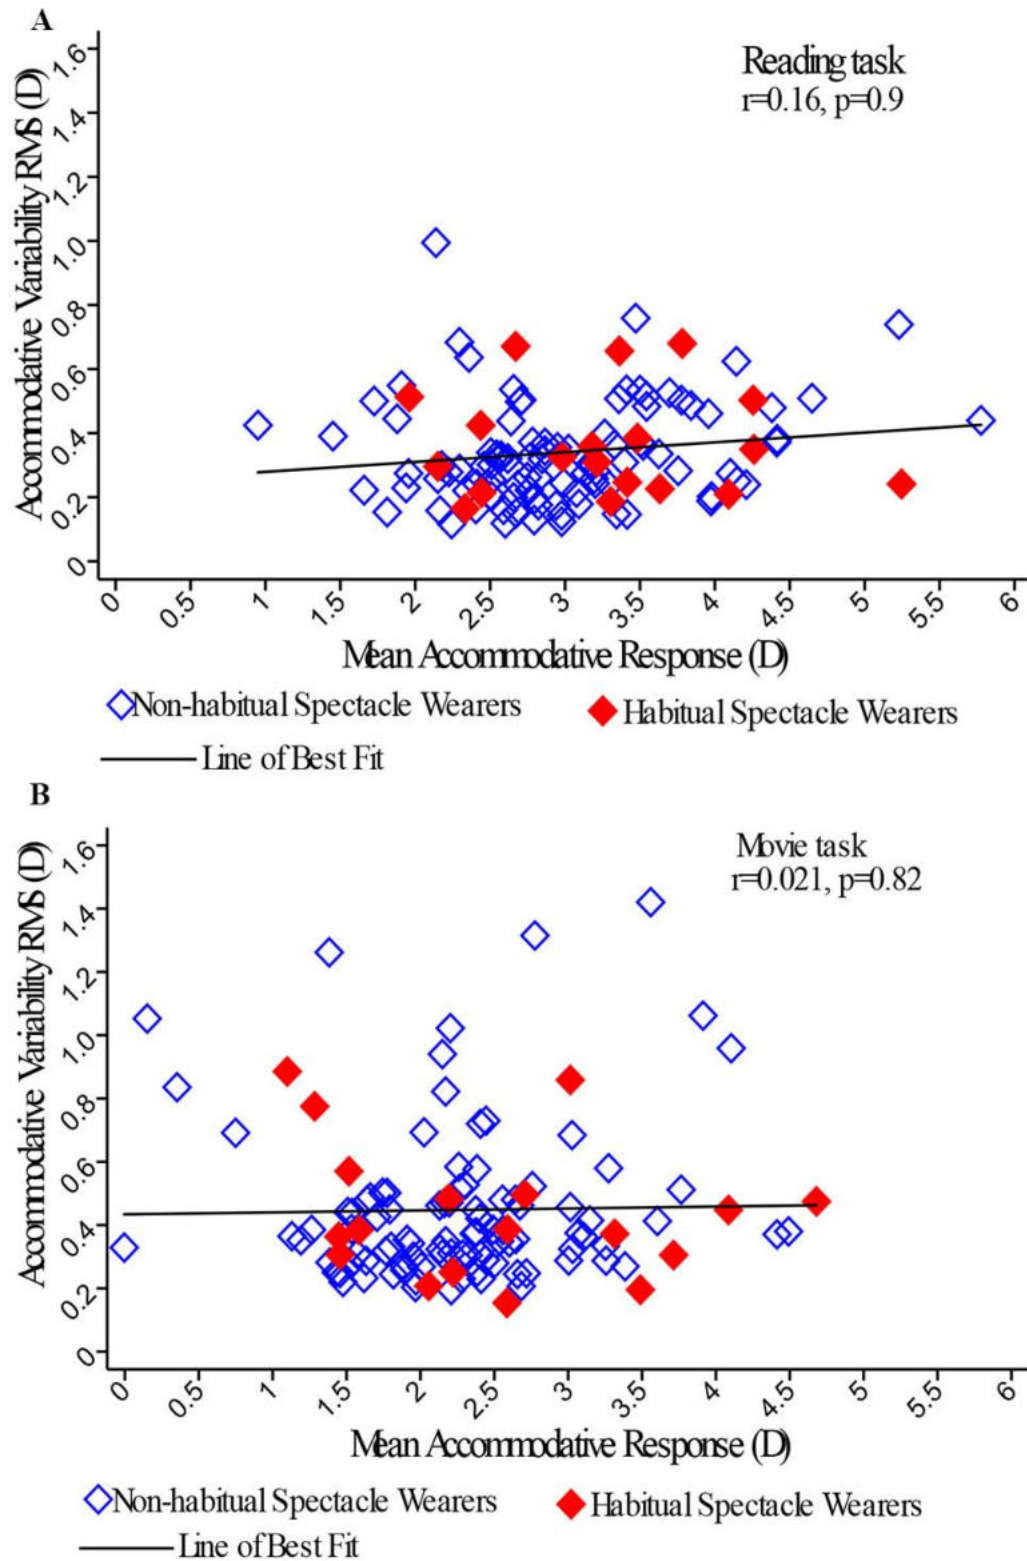 A
Reading task
r=0.16, p=0.9
Accommodative Variability RMS (D)
1.6
1.4
1.2
1.0
0.8
0.6
0.4
0.2
0
0 0.5 1 1.5 2 2.5 3 3.5 4 4.5 5 5.5 6
Mean Accommodative Response (D)
Non-habitual Spectacle Wearers Habitual Spectacle Wearers
Line of Best Fit
B
Movie task
r=0.021, p=0.82
Accommodative Variability RMS (D)
1.6
1.4
1.2
1.0
0.8
0.6
0.4
0.2
0
0 0.5 1 1.5 2 2.5 3 3.5 4 4.5 5 5.5 6
Mean Accommodative Response (D)
Non-habitual Spectacle Wearers Habitual Spectacle Wearers
Line of Best Fit